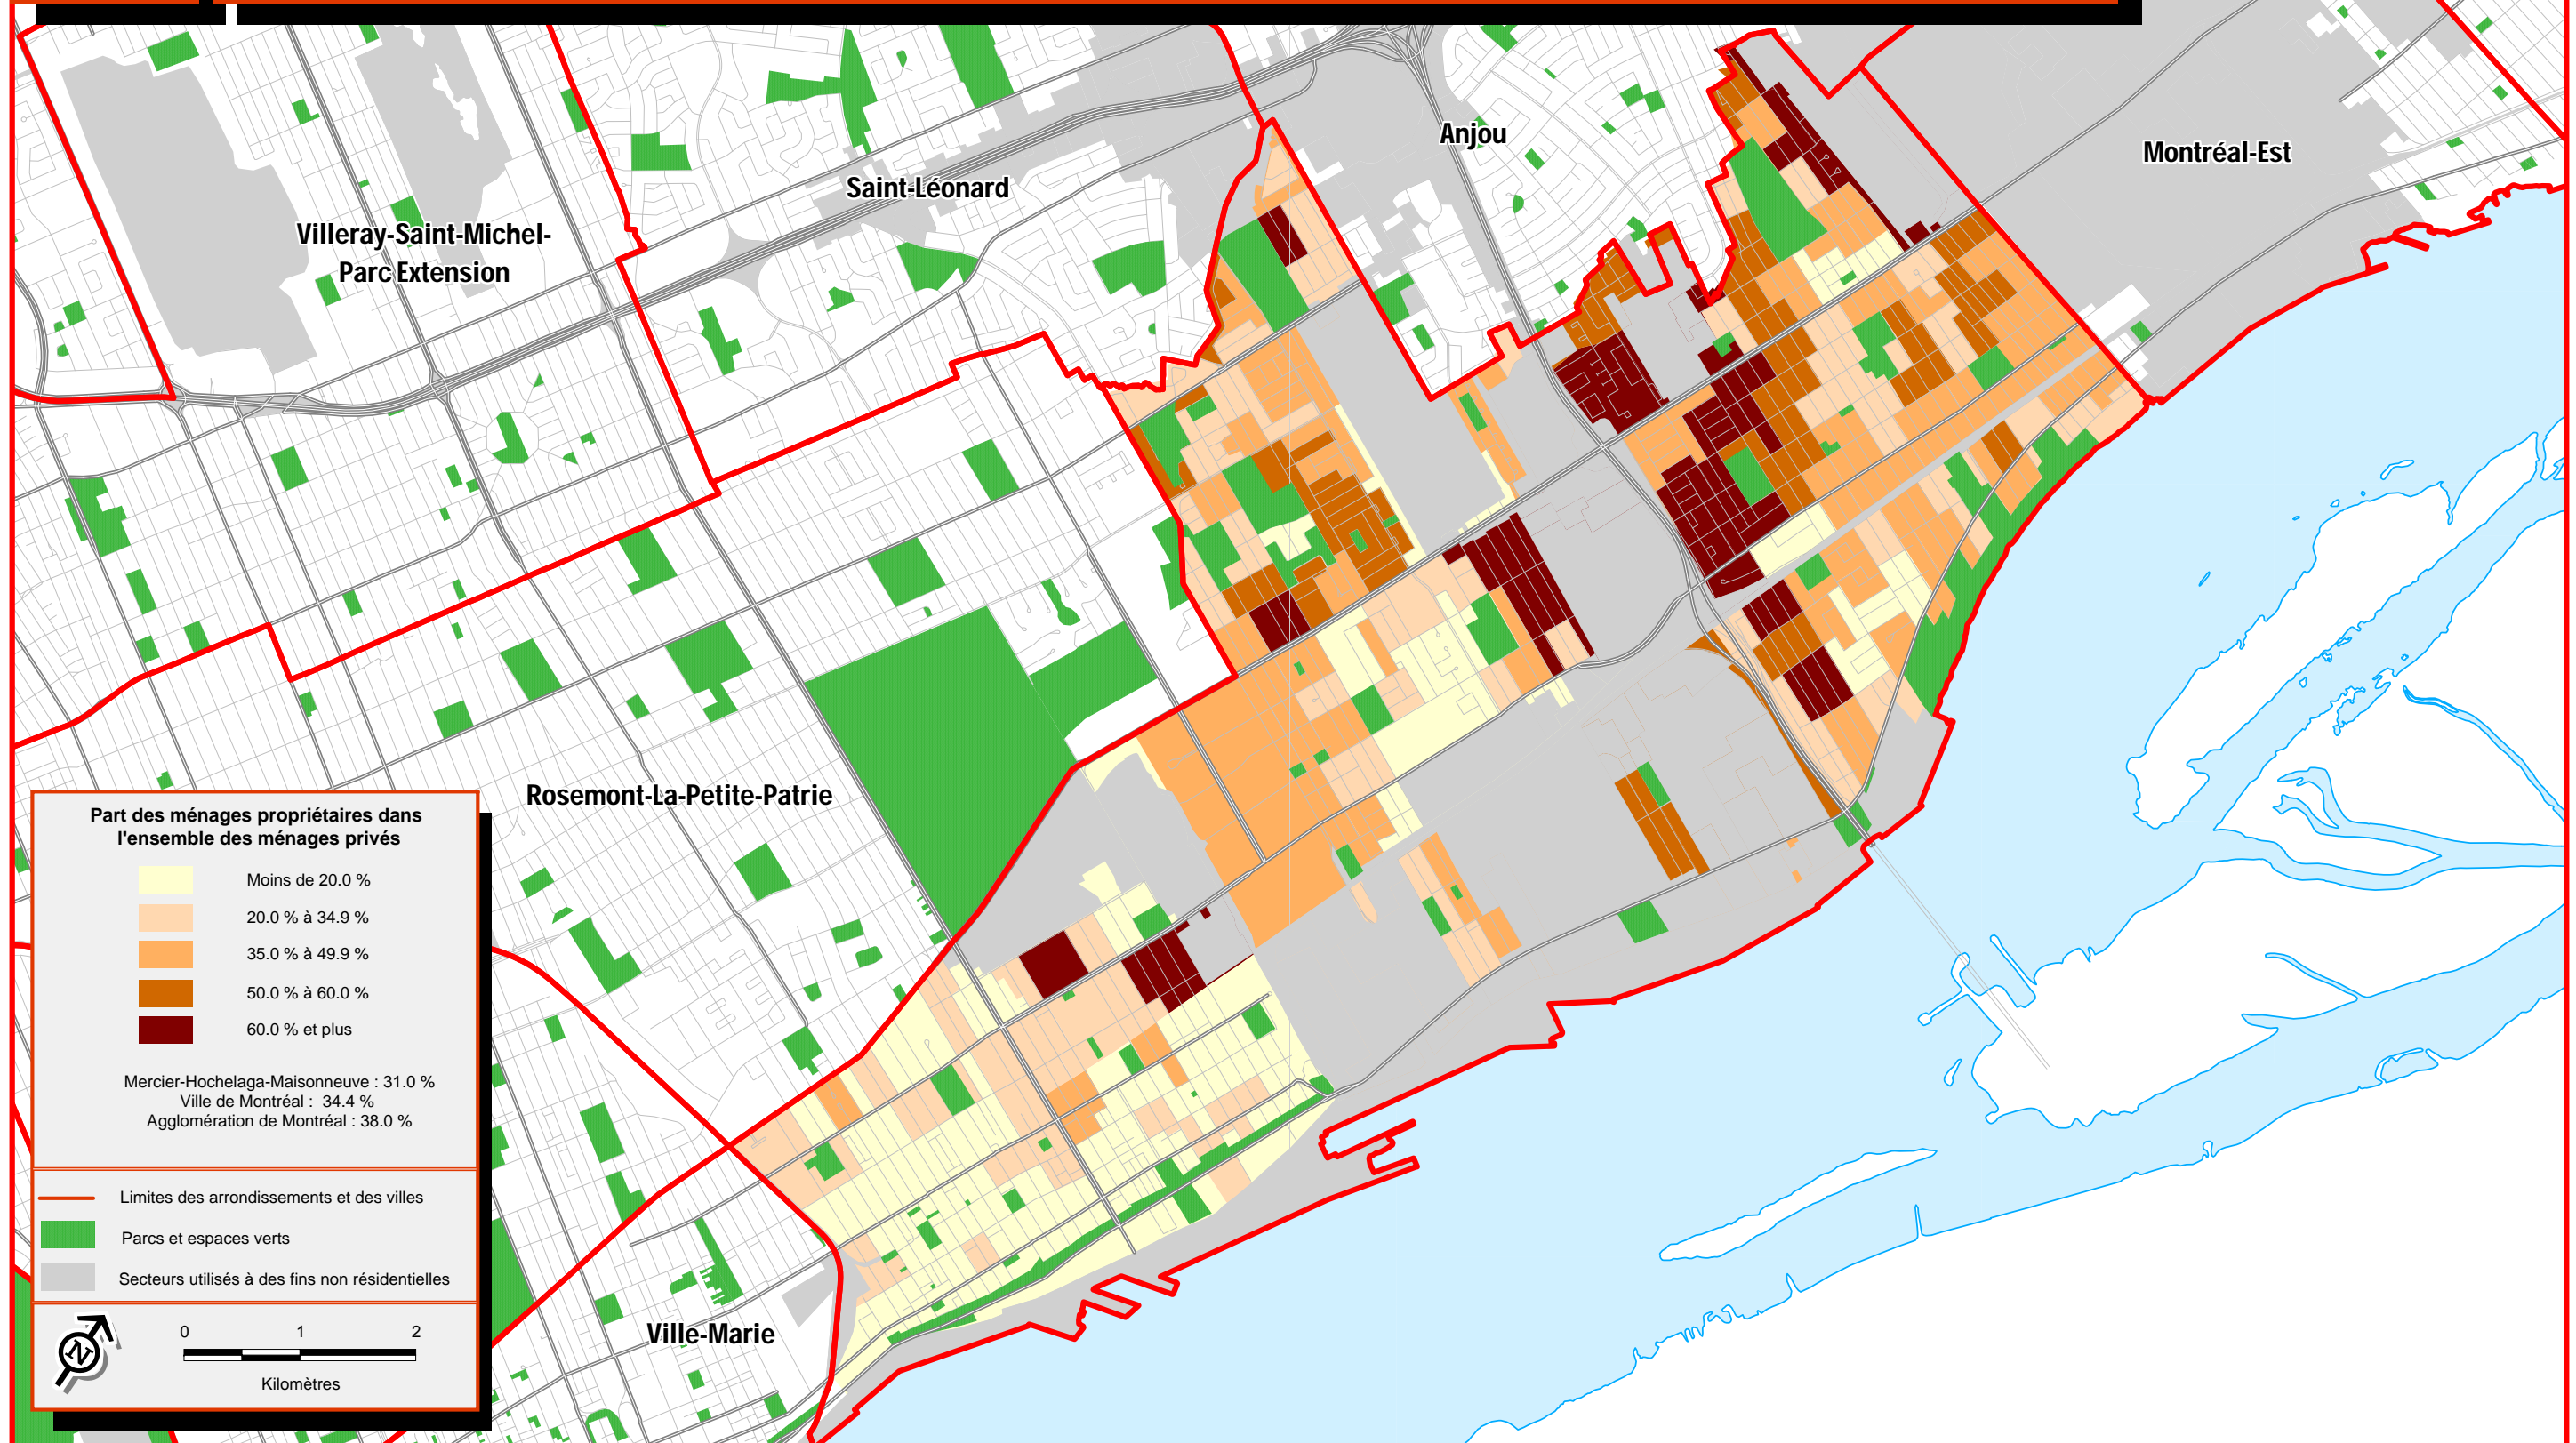 Anjou
Montréal-Est
Saint-Léonard
Villeray-Saint-Michel-
Parc Extension
Rosemont-La-Petite-Patrie
Ville-Marie
Part des ménages propriétaires dans
l'ensemble des ménages privés
Moins de 20.0 %
20.0 % à 34.9 %
35.0 % à 49.9 %
50.0 % à 60.0 %
60.0 % et plus
Mercier-Hochelaga-Maisonneuve : 31.0 %
Ville de Montréal : 34.4 %
Agglomération de Montréal : 38.0 %
Limites des arrondissements et des villes
Parcs et espaces verts
Secteurs utilisés à des fins non résidentielles
N
0 1 2
Kilomètres